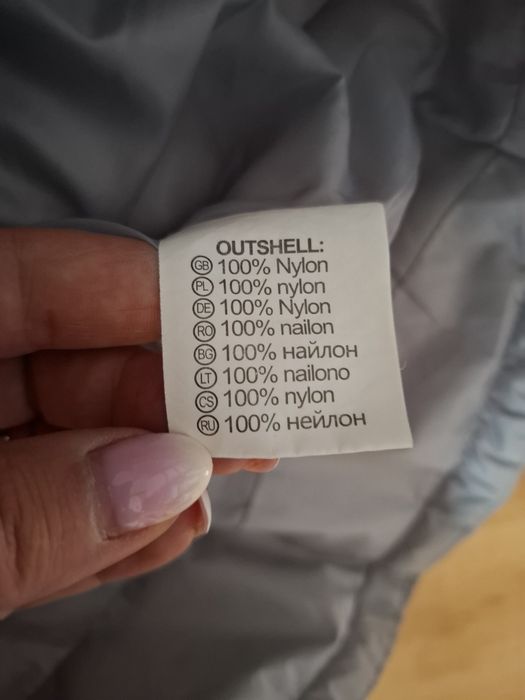 OUTSHELL:
GB 100% Nylon
PL 100% nylon
DE 100% Nylon
RO 100% nailon
BG 100% найлон
LT 100% nailono
CS 100% nylon
RU 100% нейлон